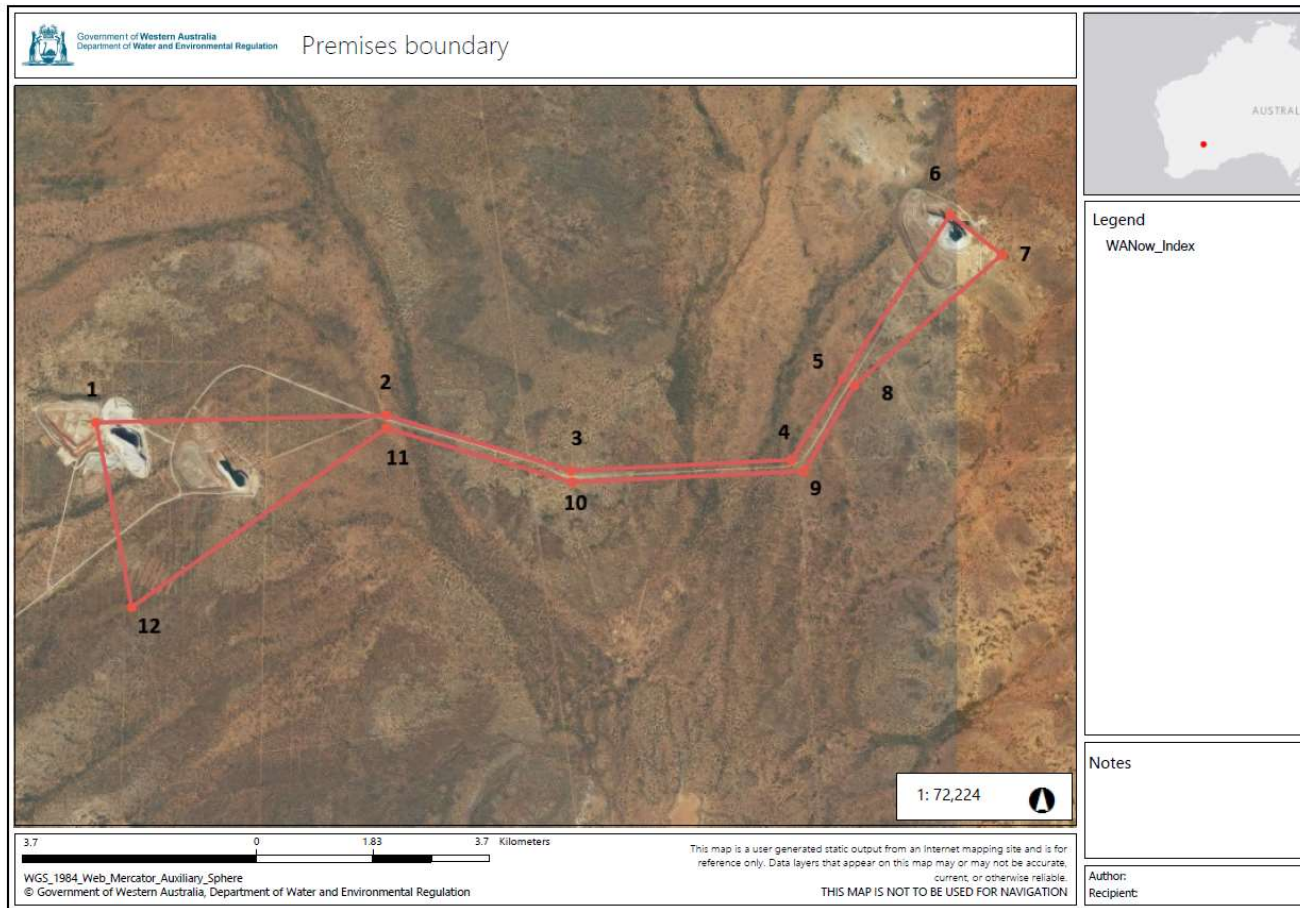 Government of Western Australia
Department of Water and Environmental Regulation
Premises boundary
AUSTRAL
6
7
5
8
1
2
4
3
11
9
10
12
1: 72,224
Legend
WANow_Index
Notes
3.7 0 1.83 3.7 Kilometers
WGS_1984_Web_Mercator_Auxiliary_Sphere
© Government of Western Australia, Department of Water and Environmental Regulation
This map is a user generated static output from an Internet mapping site and is for
reference only. Data layers that appear on this map may or may not be accurate,
current, or otherwise reliable.
THIS MAP IS NOT TO BE USED FOR NAVIGATION
Author:
Recipient: